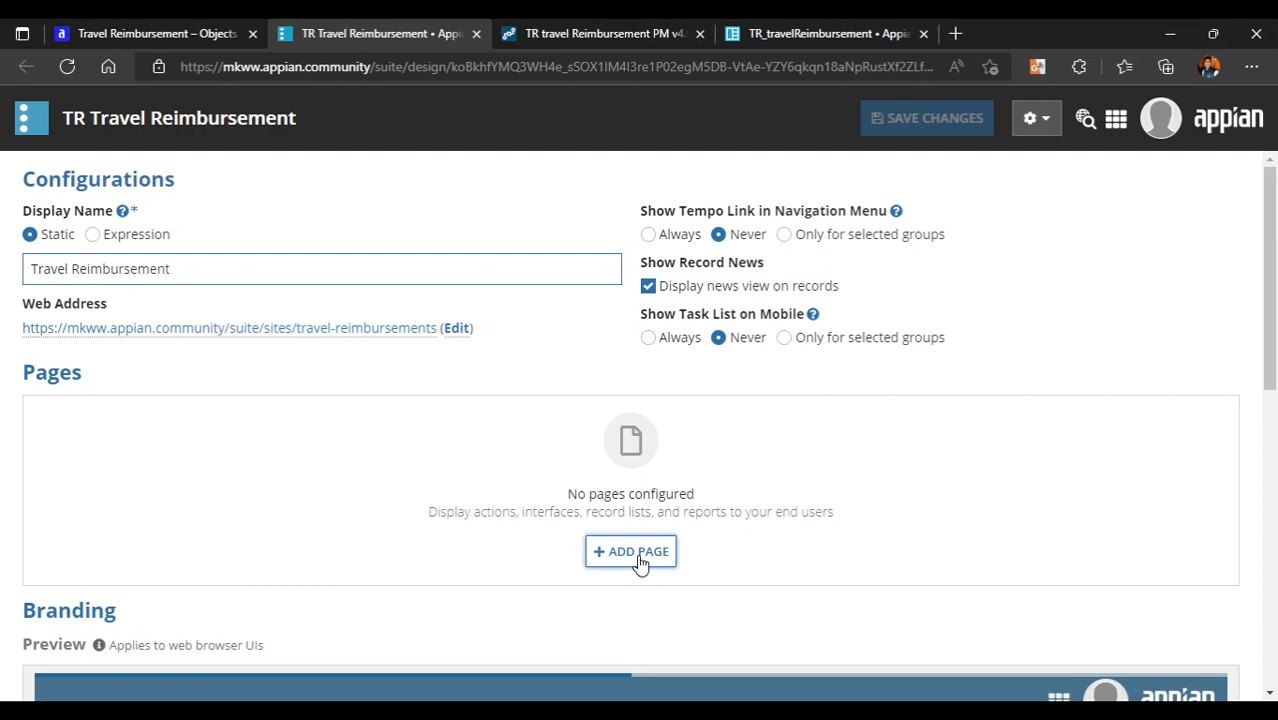 Travel Reimbursement – Objects
TR Travel Reimbursement • Appi
TR travel Reimbursement PM v4.
TR_travelReimbursement • Appia
https://mkww.appian.community/suite/design/koBkhfYMQ3WH4e_sSOX1IM4I3re1P02egM5DB-VtAe-YZY6qkqn18aNpRustXf2ZLf...
TR Travel Reimbursement
SAVE CHANGES
appian
Configurations
Display Name ? *
Static Expression
Travel Reimbursement
Web Address
https://mkww.appian.community/suite/sites/travel-reimbursements (Edit)
Show Tempo Link in Navigation Menu ?
Always Never Only for selected groups
Show Record News
Display news view on records
Show Task List on Mobile ?
Always Never Only for selected groups
Pages
No pages configured
Display actions, interfaces, record lists, and reports to your end users
+ ADD PAGE
Branding
Preview Applies to web browser UIs
appian